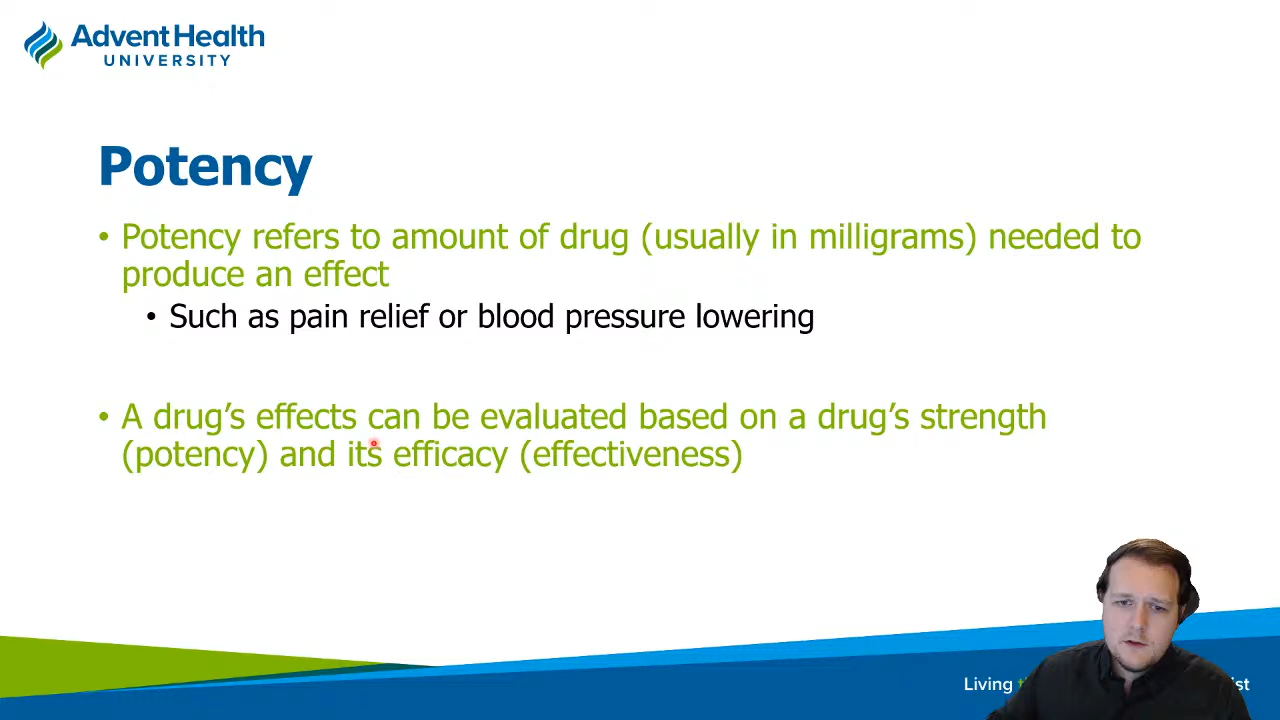 AdventHealth
UNIVERSITY
Potency
• Potency refers to amount of drug (usually in milligrams) needed to
produce an effect
• Such as pain relief or blood pressure lowering
• A drug’s effects can be evaluated based on a drug’s strength
(potency) and its efficacy (effectiveness)
Living